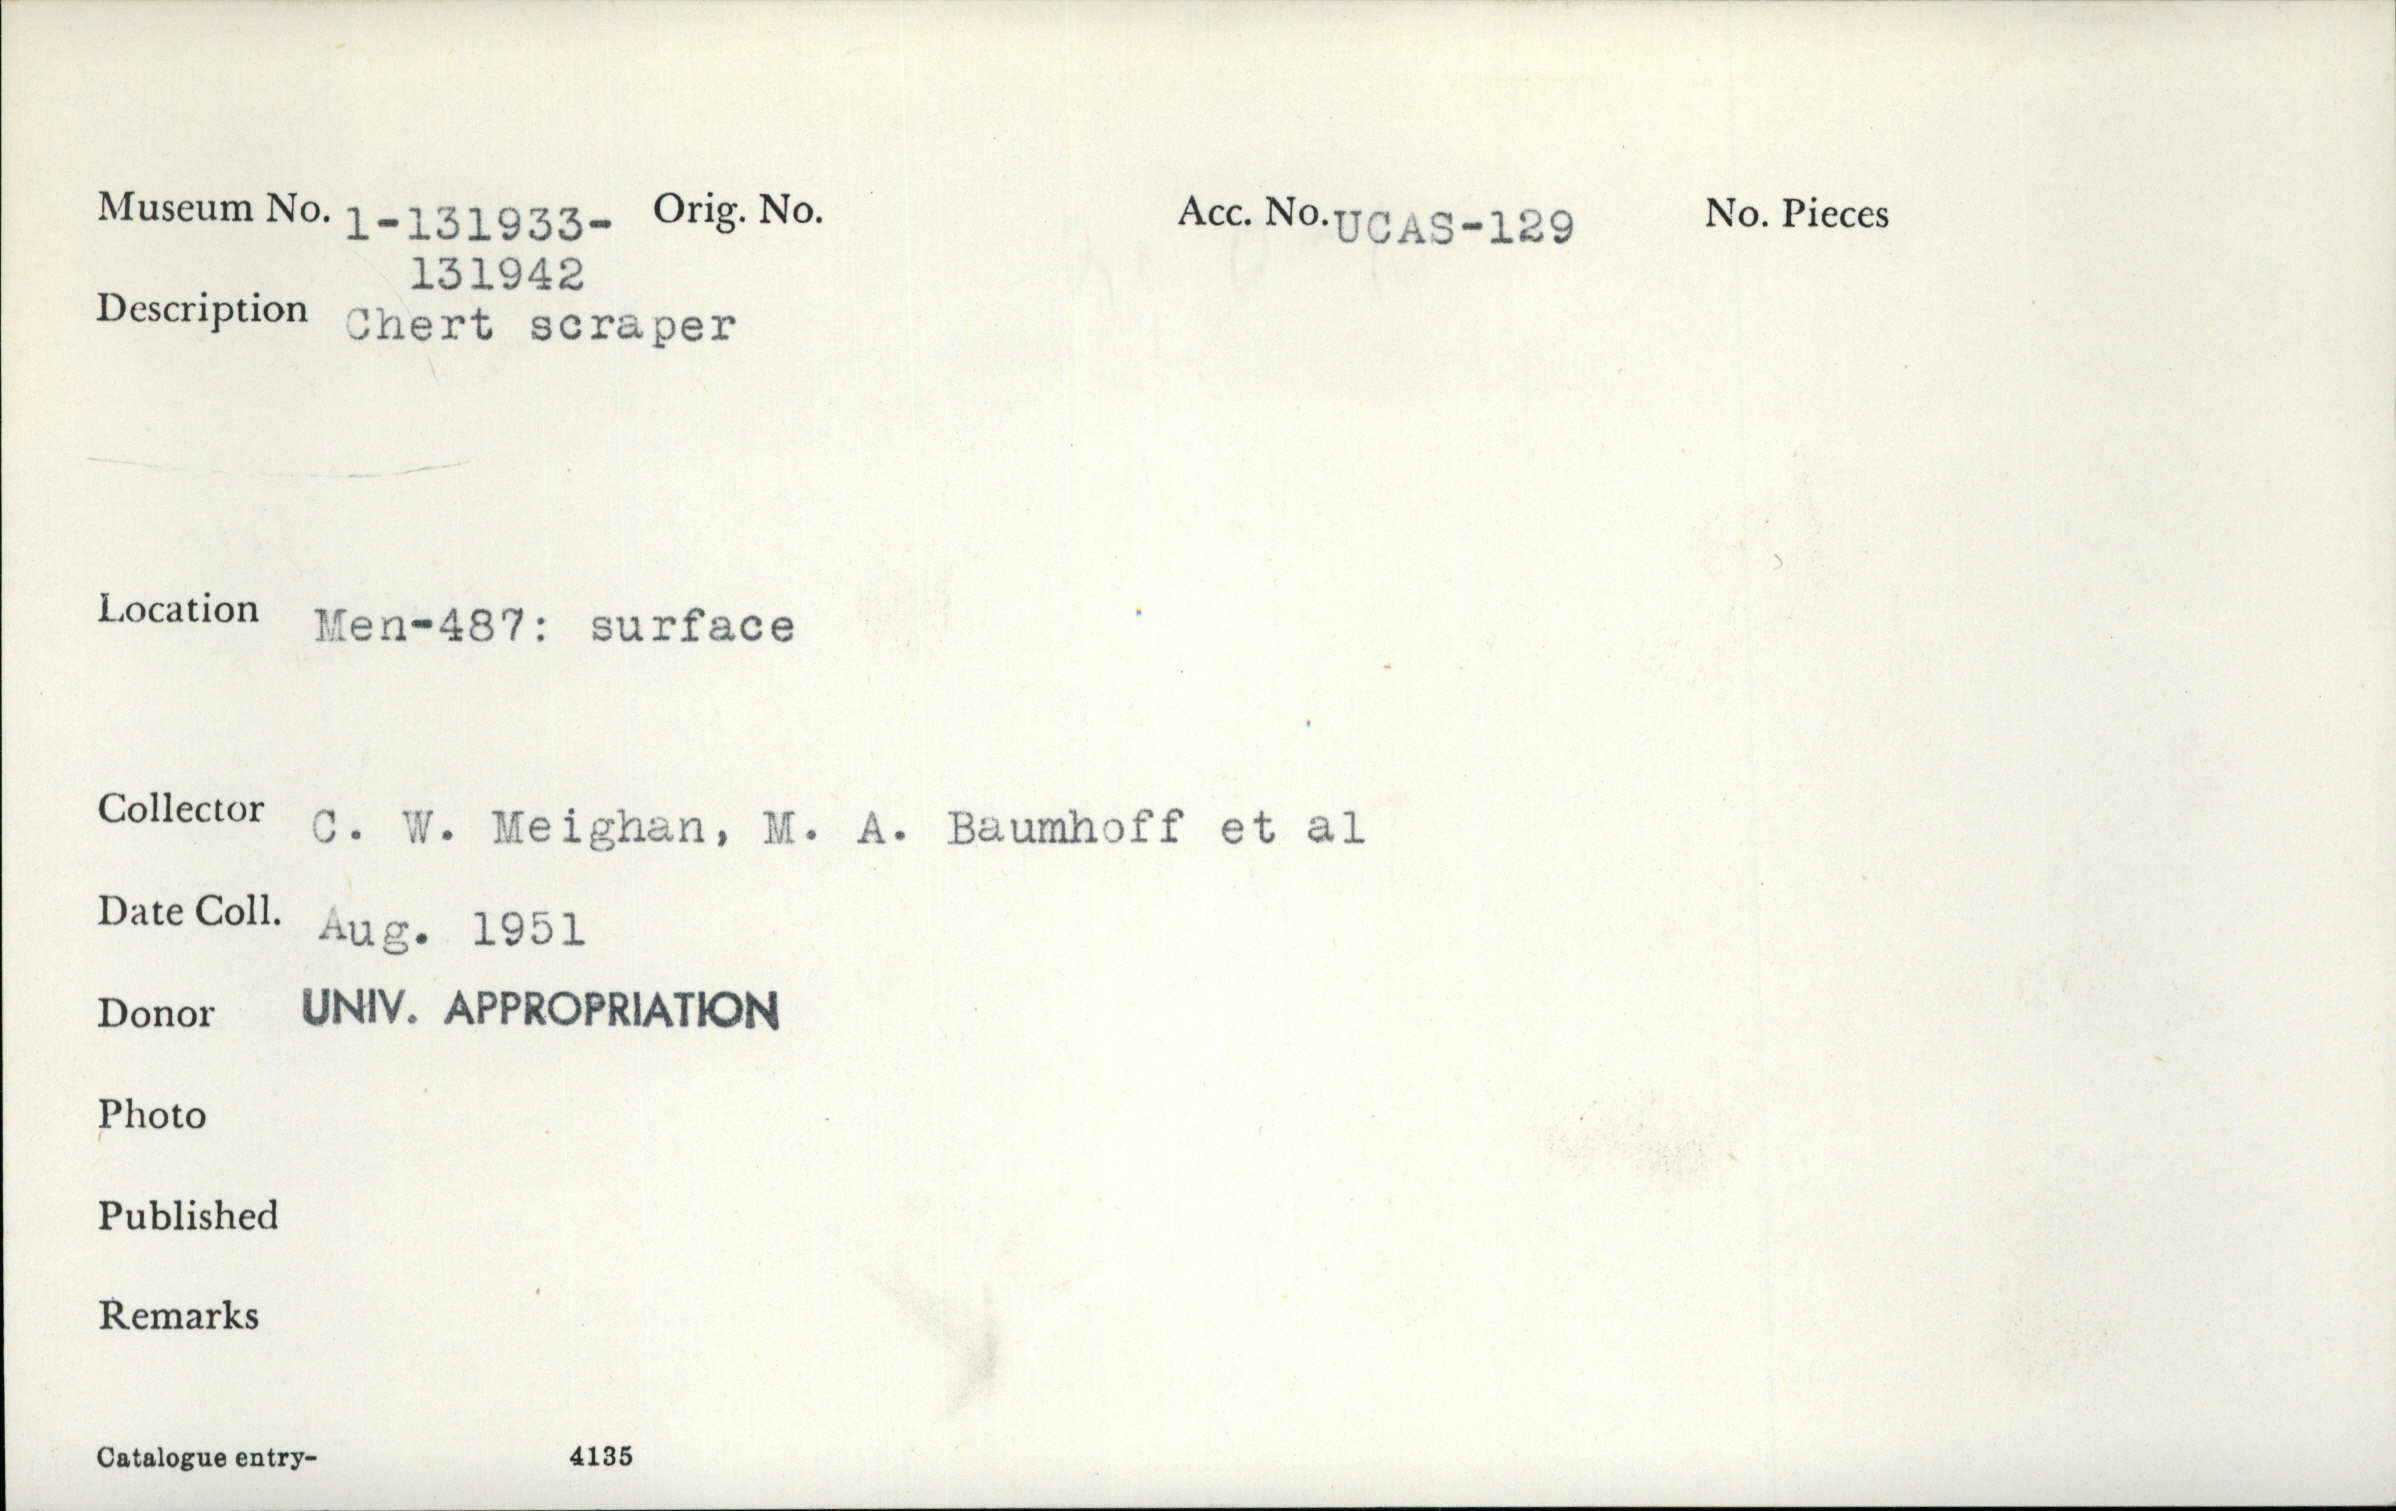 Museum No. 1-131933- Orig. No. Acc. No. UCAS-129 No. Pieces
131942
Description Chert scraper
Location Men-487: surface
Collector C. W. Meighan, M. A. Baumhoff et al
Date Coll. Aug. 1951
Donor UNIV. APPROPRIATION
Photo
Published
Remarks
Catalogue entry- 4135